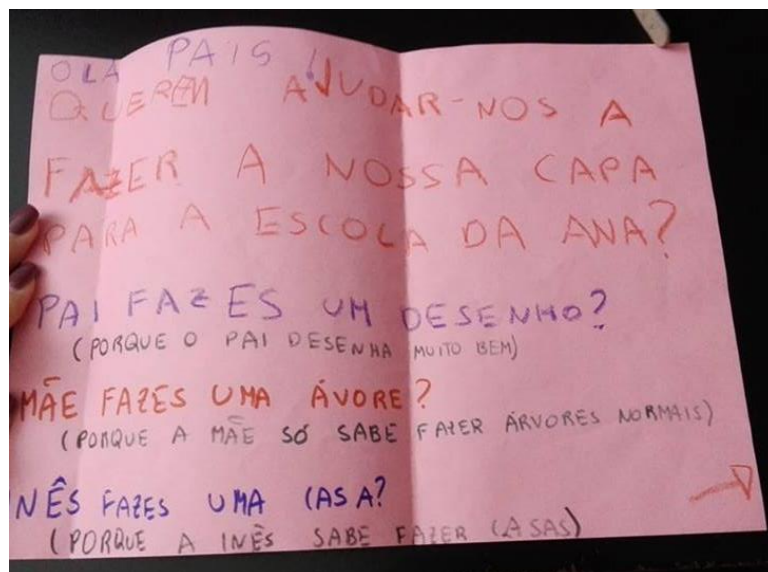 OLA PAIS!
QUEREM AJUDAR-NOS A
FAZER A NOSSA CAPA
PARA A ESCOLA DA ANA?
PAI FAZES UM DESENHO?
(PORQUE O PAI DESENHA MUITO BEM)
MÃE FAZES UMA ÁVORE?
(PORQUE A MÃE SÓ SABE FAZER ÁRVORES NORMAIS)
INÊS FAZES UMA CASA?
(PORQUE A INÊS SABE FAZER CASAS)